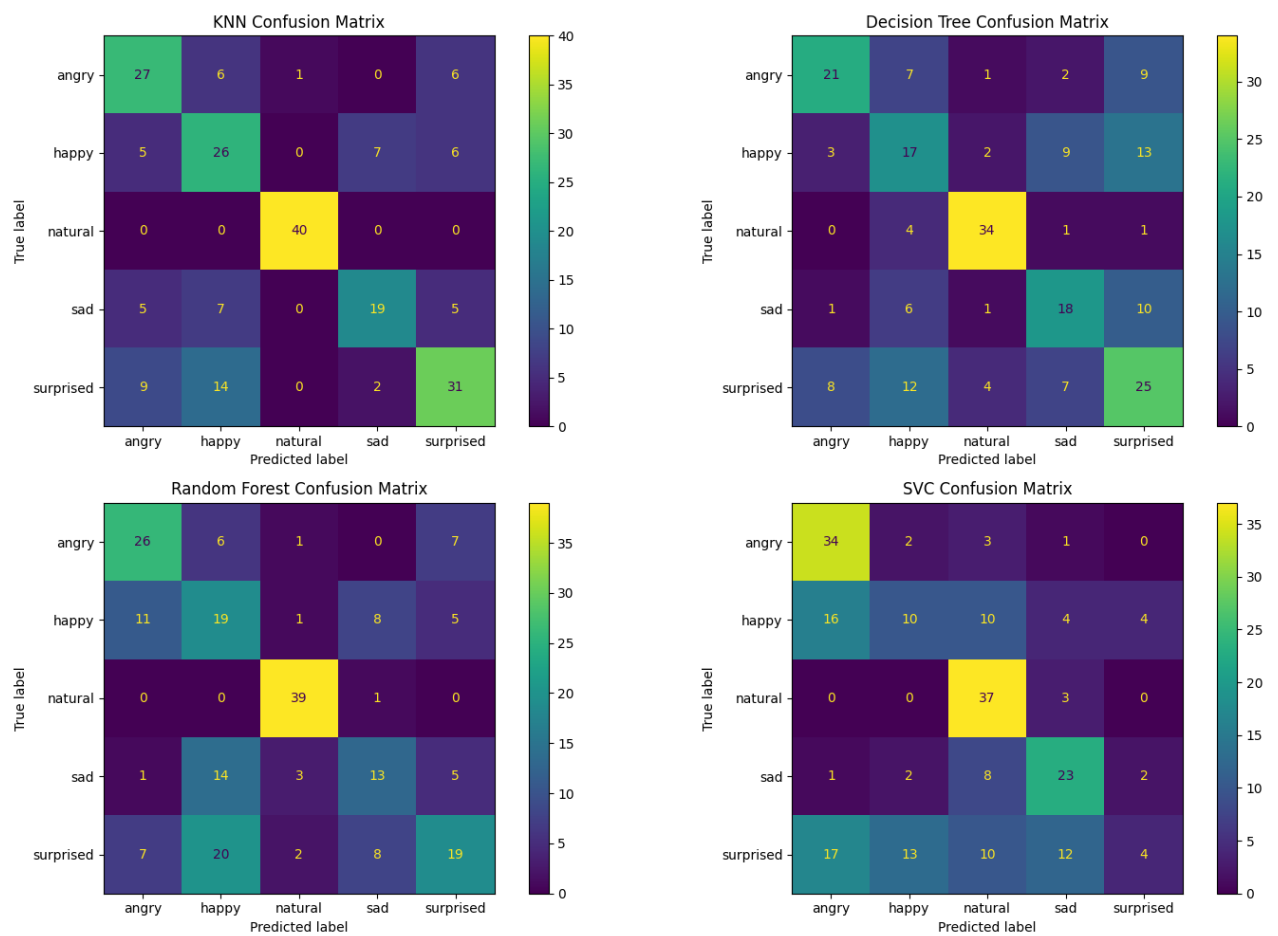 KNN Confusion Matrix
True label
angry 27 6 1 0 6
happy 5 26 0 7 6
natural 0 0 40 0 0
sad 5 7 0 19 5
surprised 9 14 0 2 31
angry happy natural sad surprised
Predicted label
40
35
30
25
20
15
10
5
0
Decision Tree Confusion Matrix
True label
angry 21 7 1 2 9
happy 3 17 2 9 13
natural 0 4 34 1 1
sad 1 6 1 18 10
surprised 8 12 4 7 25
angry happy natural sad surprised
Predicted label
30
25
20
15
10
5
0
Random Forest Confusion Matrix
True label
angry 26 6 1 0 7
happy 11 19 1 8 5
natural 0 0 39 1 0
sad 1 14 3 13 5
surprised 7 20 2 8 19
angry happy natural sad surprised
Predicted label
35
30
25
20
15
10
5
0
SVC Confusion Matrix
True label
angry 34 2 3 1 0
happy 16 10 10 4 4
natural 0 0 37 3 0
sad 1 2 8 23 2
surprised 17 13 10 12 4
angry happy natural sad surprised
Predicted label
35
30
25
20
15
10
5
0